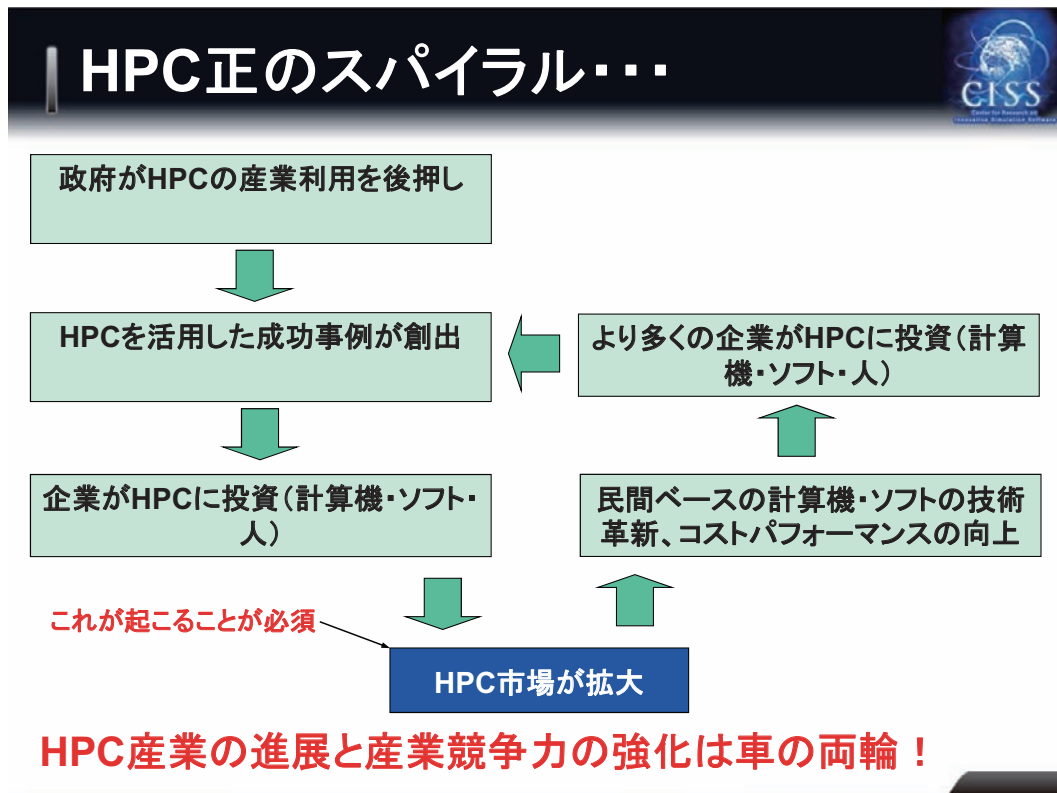 HPC正のスパイラル・・・
CISS
Center for Research on
Innovative Simulation Software
政府がHPCの産業利用を後押し
HPCを活用した成功事例が創出
企業がHPCに投資（計算機・ソフト・
人）
より多くの企業がHPCに投資（計算
機・ソフト・人）
民間ベースの計算機・ソフトの技術
革新、コストパフォーマンスの向上
これが起こることが必須
HPC市場が拡大
HPC産業の進展と産業競争力の強化は車の両輪！